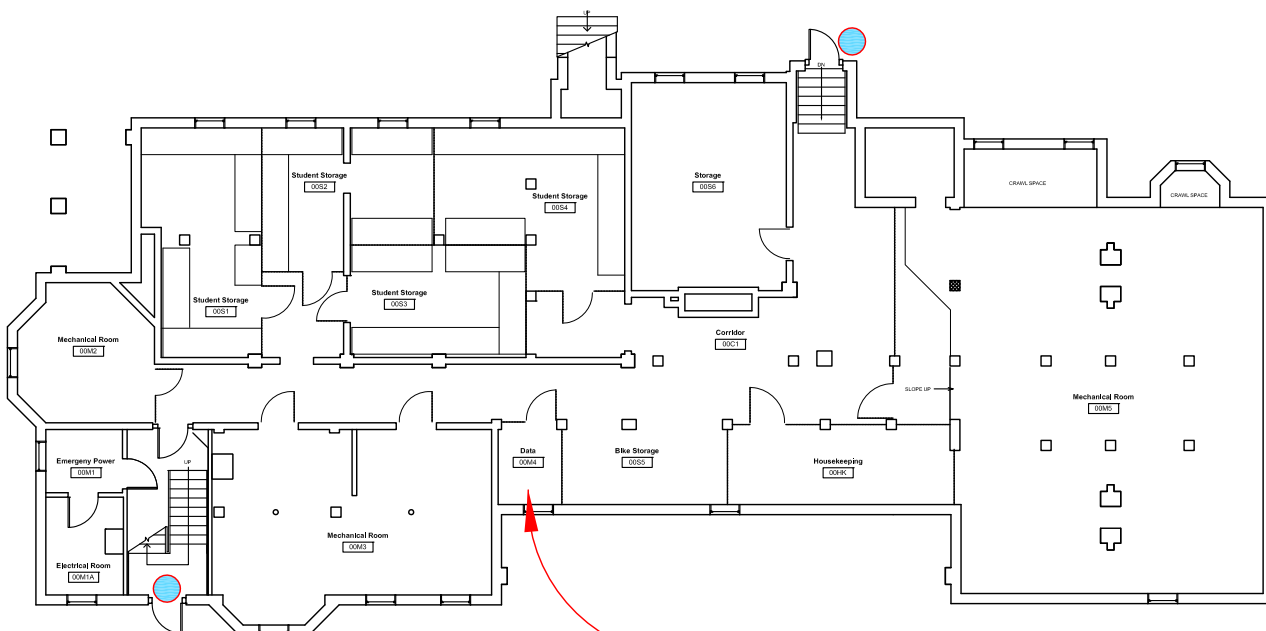 UP
DN
Student Storage
00S2
Student Storage
00S4
Storage
00S6
CRAWL SPACE
CRAWL SPACE
Student Storage
00S1
Student Storage
00S3
Mechanical Room
00M2
Corridor
00C1
SLOPE UP
Mechanical Room
00M5
Emergeny Power
00M1
UP
Data
00M4
Bike Storage
00S5
Housekeeping
00HK
Mechanical Room
00M3
Electrical Room
00M1A